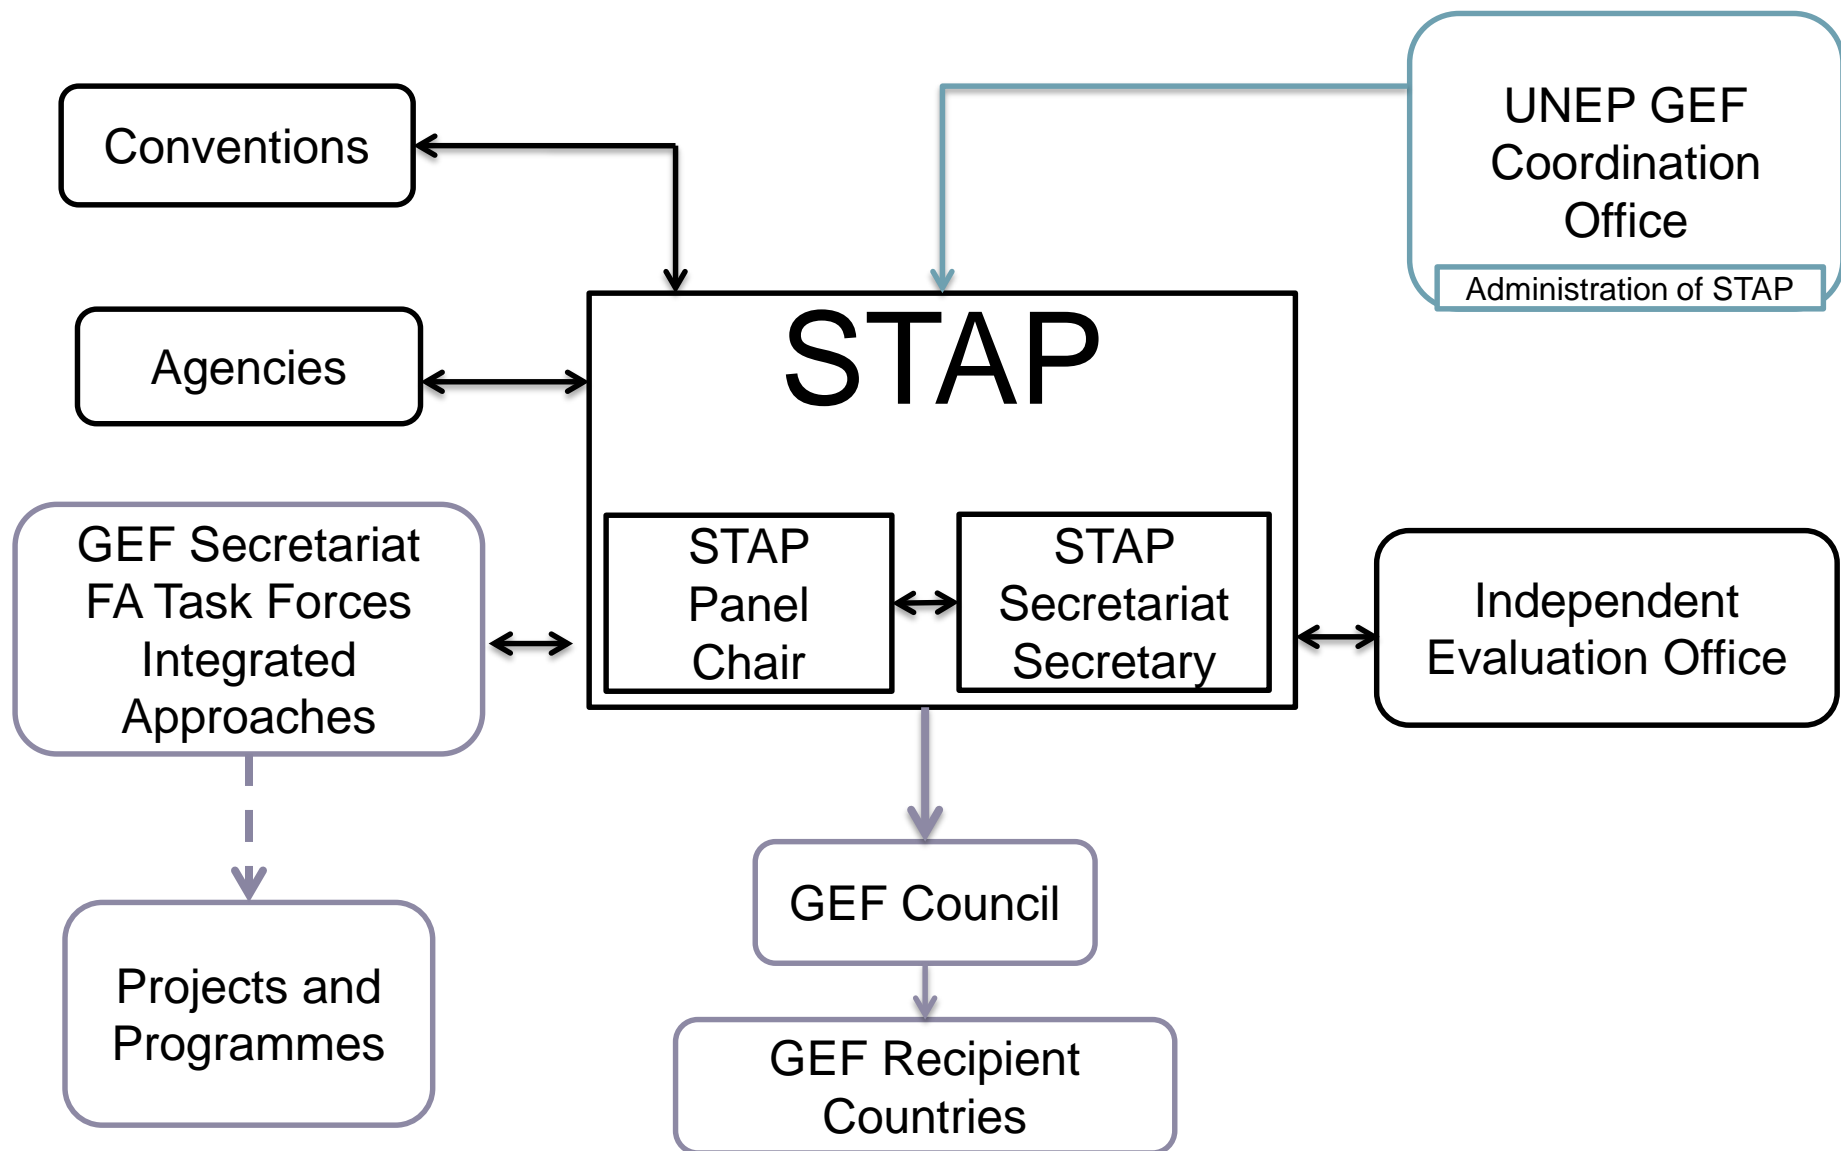 Conventions
UNEP GEF
Coordination
Office
Administration of STAP
Agencies
STAP
GEF Secretariat
FA Task Forces
Integrated
Approaches
STAP
Panel
Chair
STAP
Secretariat
Secretary
Independent
Evaluation Office
GEF Council
Projects and
Programmes
GEF Recipient
Countries